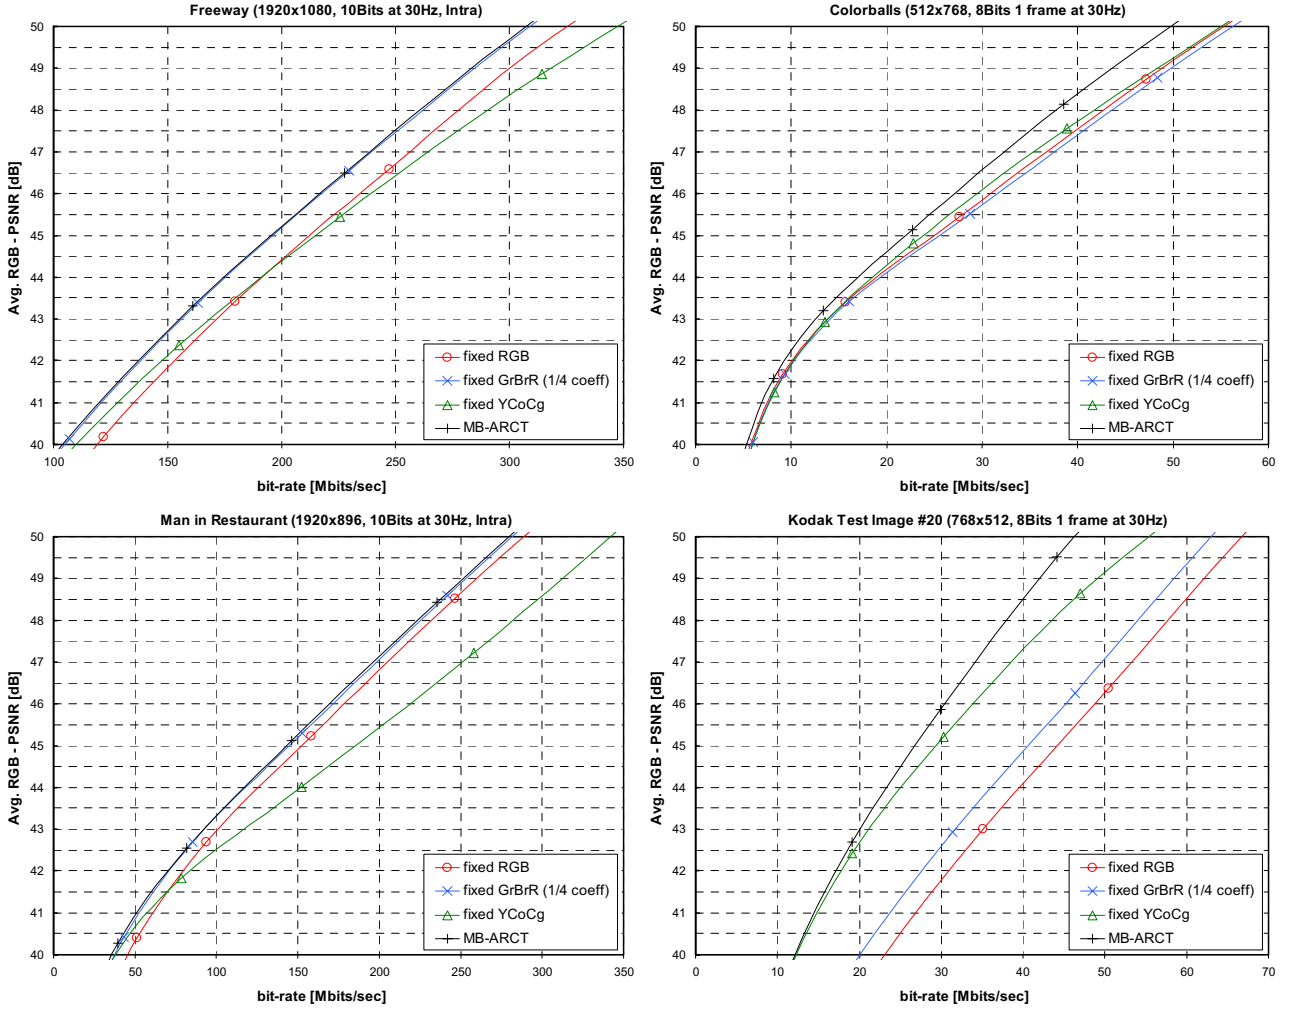 Freeway (1920x1080, 10Bits at 30Hz, Intra)
Avg. RGB - PSNR [dB]
50
49
48
47
46
45
44
43
42
41
40
fixed RGB
fixed GrBrR (1/4 coeff)
fixed YCoCg
MB-ARCT
100 150 200 250 300 350
bit-rate [Mbits/sec]
Colorballs (512x768, 8Bits 1 frame at 30Hz)
Avg. RGB - PSNR [dB]
50
49
48
47
46
45
44
43
42
41
40
fixed RGB
fixed GrBrR (1/4 coeff)
fixed YCoCg
MB-ARCT
0 10 20 30 40 50 60
bit-rate [Mbits/sec]
Man in Restaurant (1920x896, 10Bits at 30Hz, Intra)
Avg. RGB - PSNR [dB]
50
49
48
47
46
45
44
43
42
41
40
fixed RGB
fixed GrBrR (1/4 coeff)
fixed YCoCg
MB-ARCT
0 50 100 150 200 250 300 350
bit-rate [Mbits/sec]
Kodak Test Image #20 (768x512, 8Bits 1 frame at 30Hz)
Avg. RGB - PSNR [dB]
50
49
48
47
46
45
44
43
42
41
40
fixed RGB
fixed GrBrR (1/4 coeff)
fixed YCoCg
MB-ARCT
0 10 20 30 40 50 60 70
bit-rate [Mbits/sec]